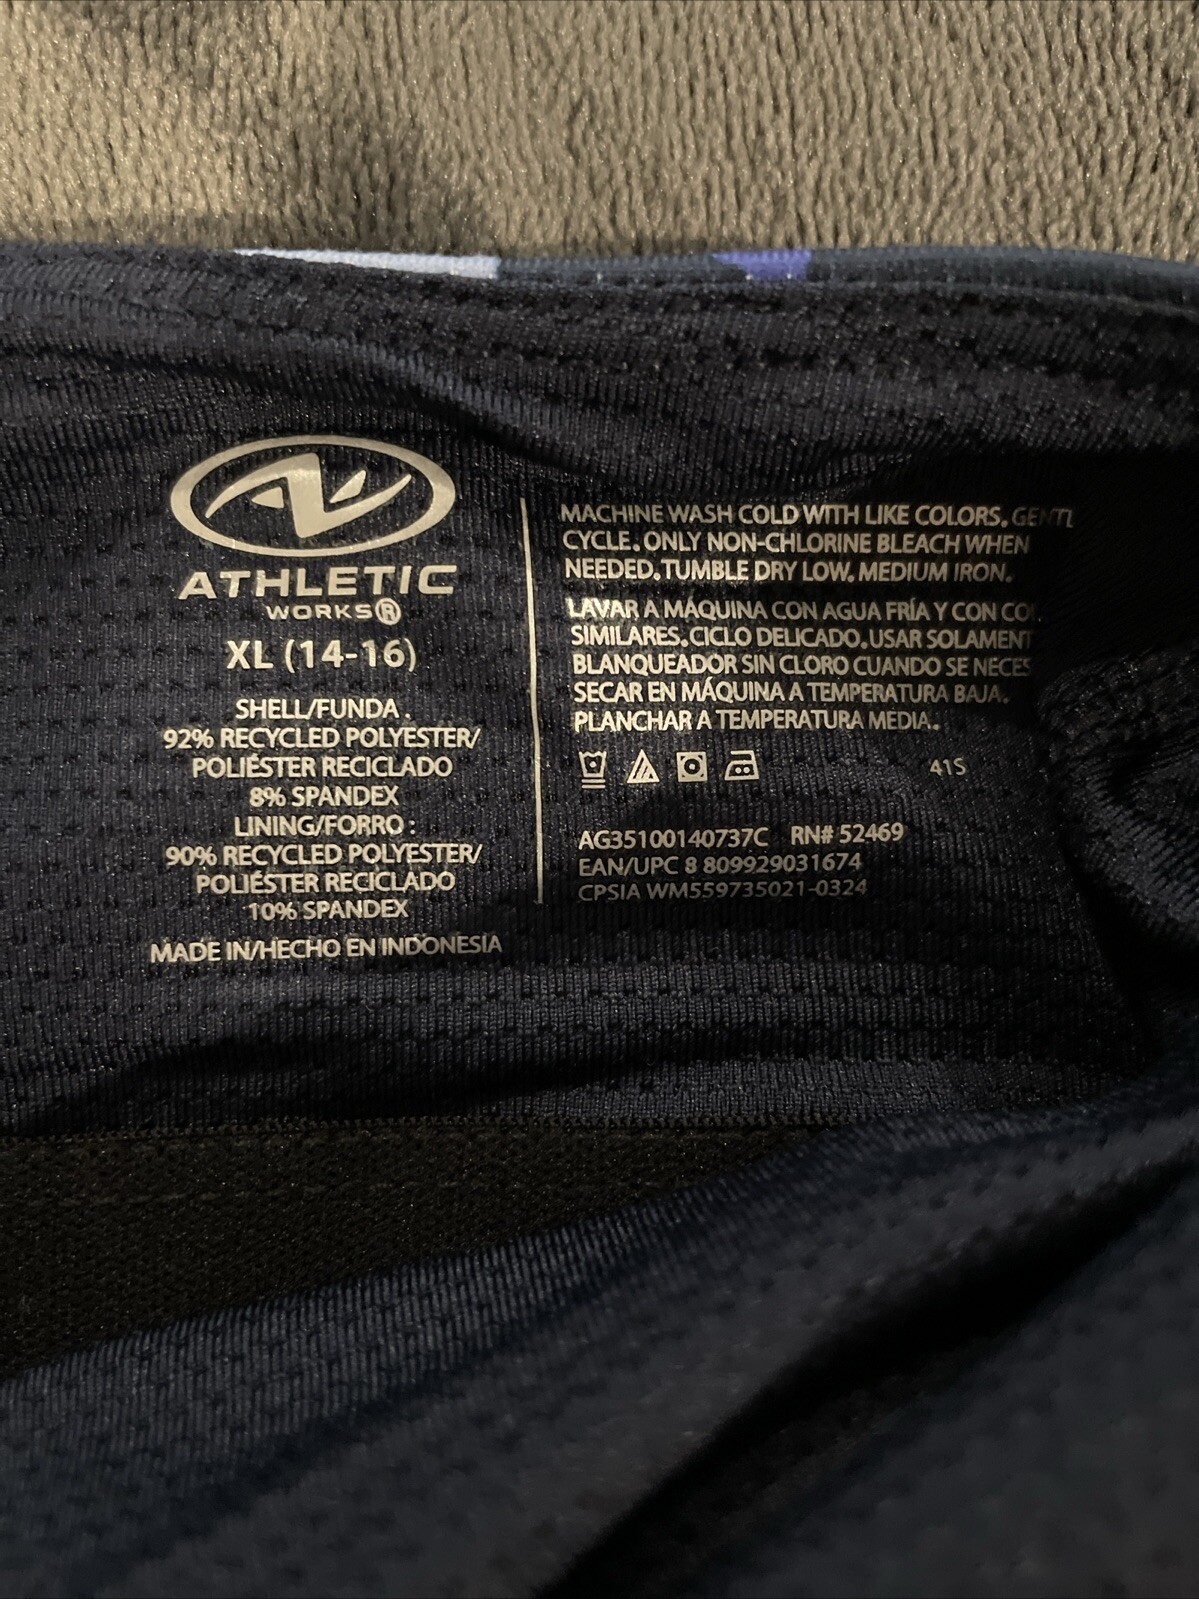 ATHLETIC
WORKS®
XL (14-16)
SHELL/FUNDA :
92% RECYCLED POLYESTER/
POLIÉSTER RECICLADO
8% SPANDEX
LINING/FORRO :
90% RECYCLED POLYESTER/
POLIÉSTER RECICLADO
10% SPANDEX
MADE IN/HECHO EN INDONESIA
MACHINE WASH COLD WITH LIKE COLORS. GENTL
CYCLE. ONLY NON-CHLORINE BLEACH WHEN
NEEDED. TUMBLE DRY LOW. MEDIUM IRON.
LAVAR A MÁQUINA CON AGUA FRÍA Y CON CO
SIMILARES. CICLO DELICADO. USAR SOLAMENT
BLANQUEADOR SIN CLORO CUANDO SE NECES
SECAR EN MÁQUINA A TEMPERATURA BAJA.
PLANCHAR A TEMPERATURA MEDIA.
41S
AG35100140737C RN# 52469
EAN/UPC 8 809929031674
CPSIA WM559735021-0324